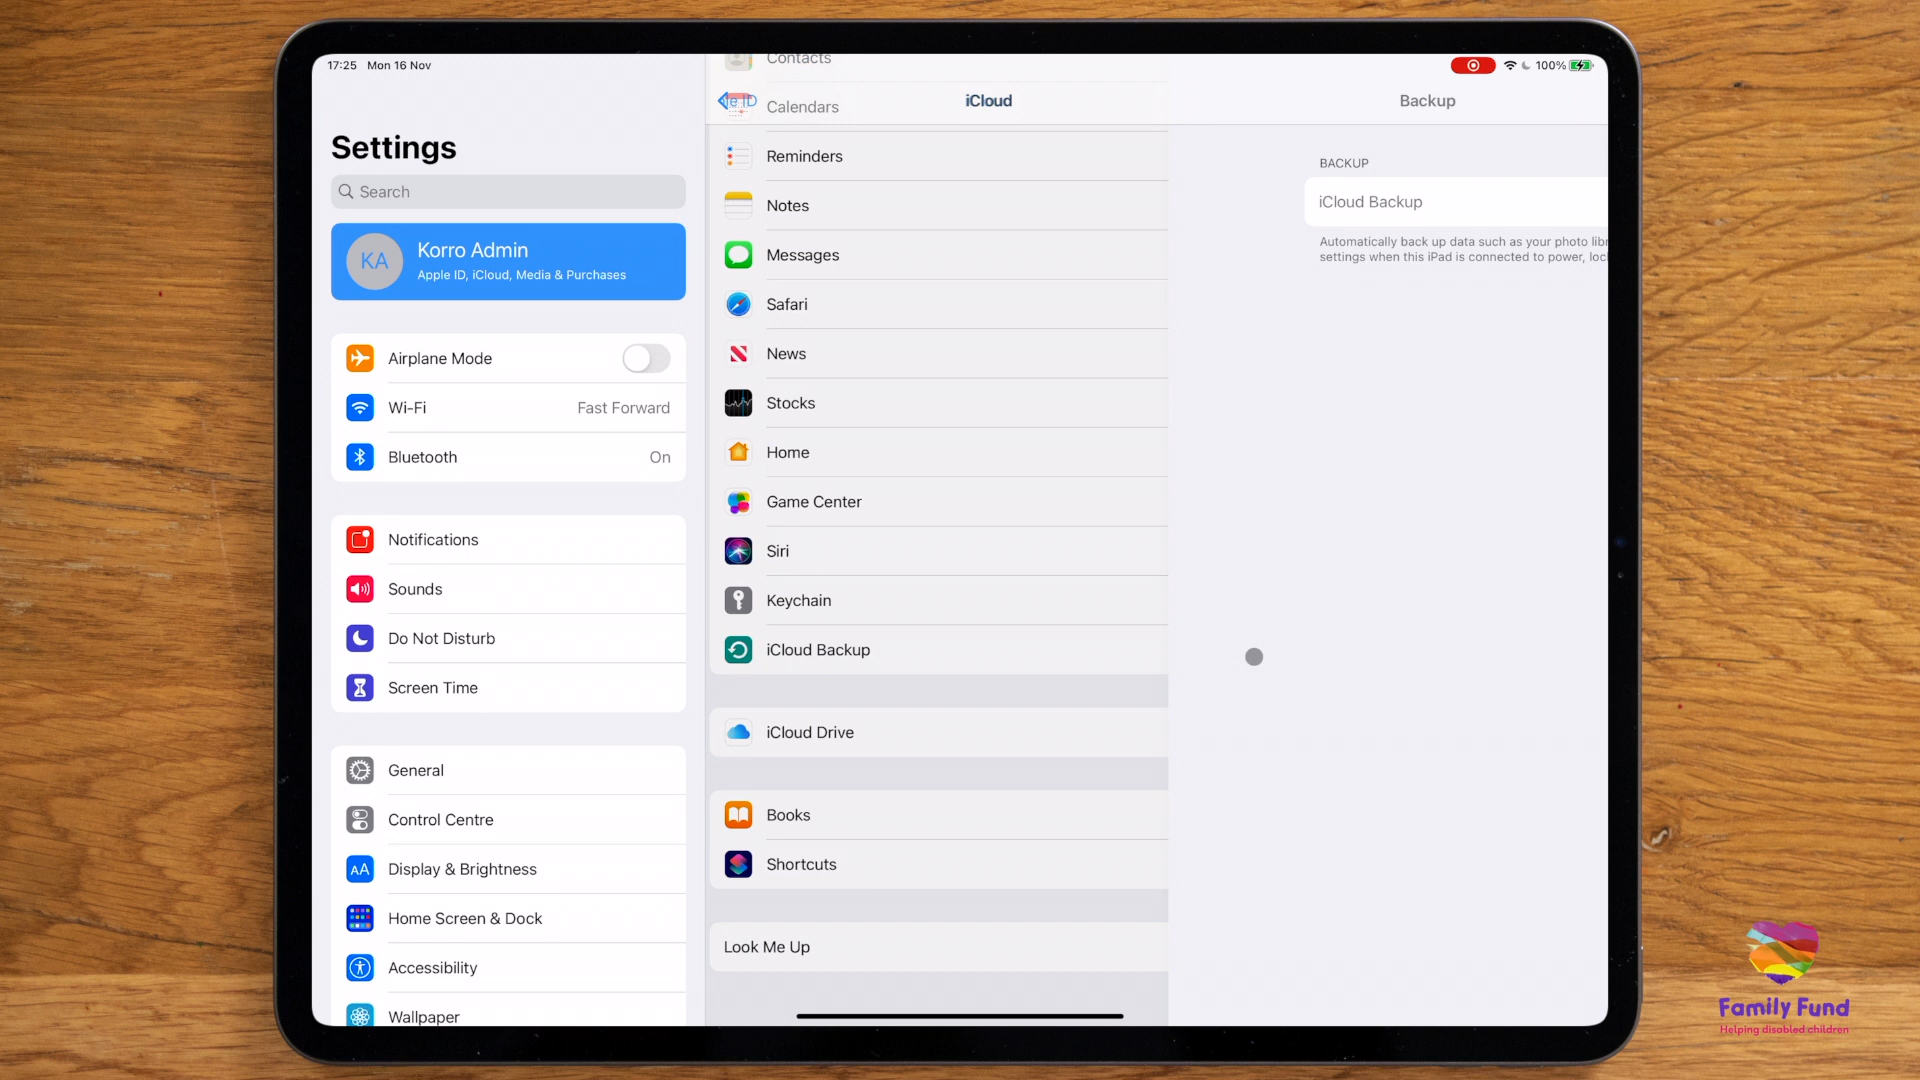 17:25 Mon 16 Nov
100%
Settings
Search
KA
Korro Admin
Apple ID, iCloud, Media & Purchases
Airplane Mode
Wi-Fi Fast Forward
Bluetooth On
Notifications
Sounds
Do Not Disturb
Screen Time
General
Control Centre
AA Display & Brightness
Home Screen & Dock
Accessibility
Wallpaper
iCloud
Contacts
Calendars
Reminders
Notes
Messages
Safari
News
Stocks
Home
Game Center
Siri
Keychain
iCloud Backup
iCloud Drive
Books
Shortcuts
Look Me Up
Backup
BACKUP
iCloud Backup
Automatically back up data such as your photo
settings when this iPad is connected to power,
Family Fund
Helping disabled children